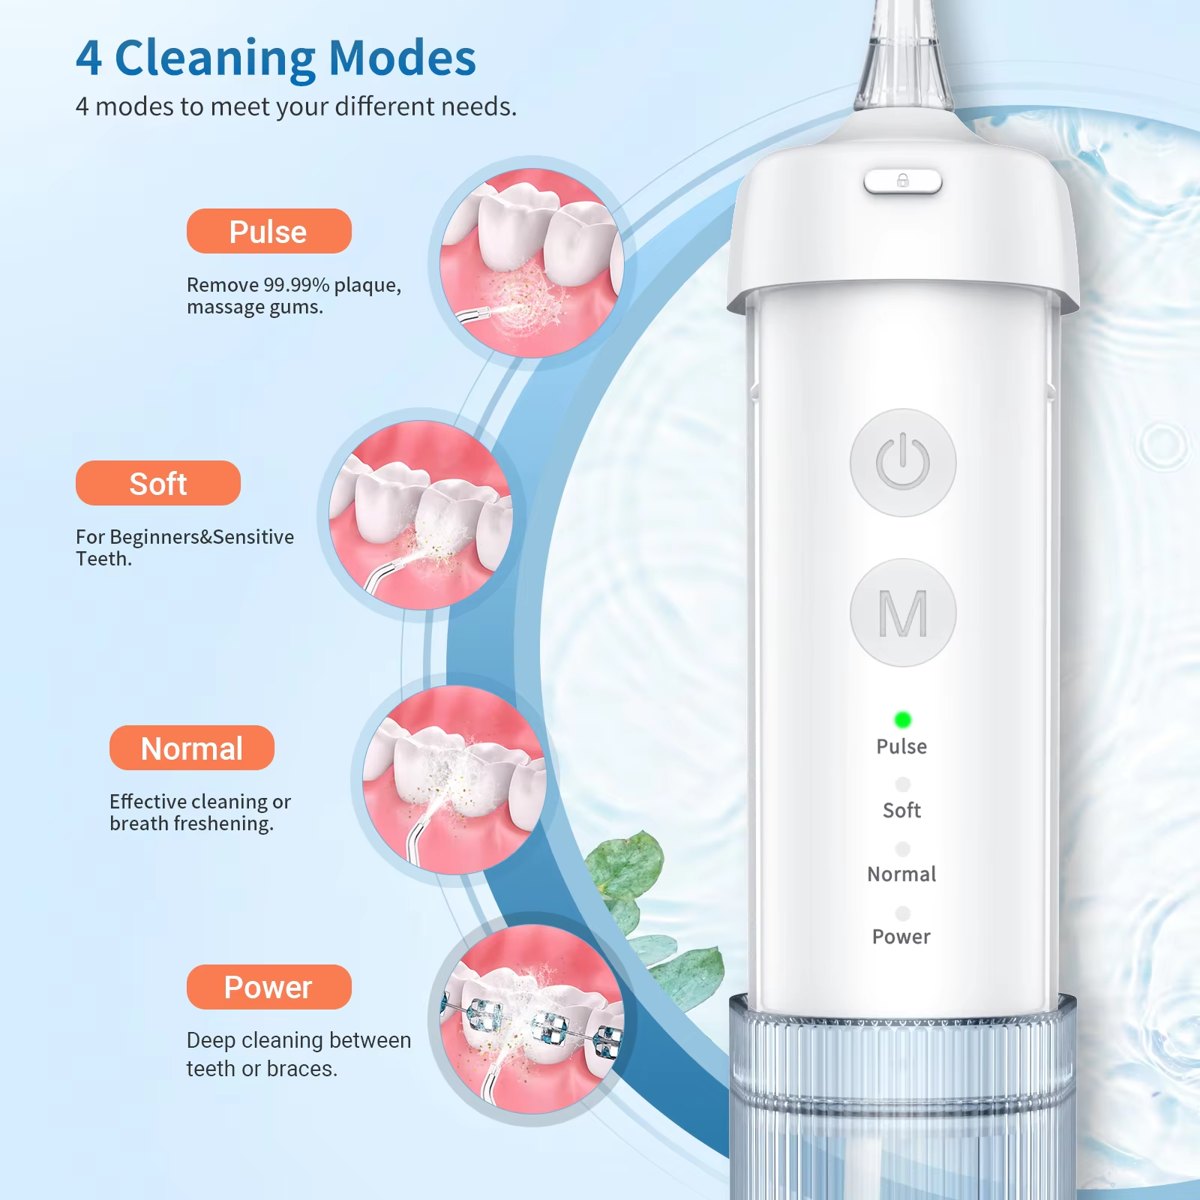 4 Cleaning Modes
4 modes to meet your different needs.
Pulse
Remove 99.99% plaque,
massage gums.
Soft
For Beginners&Sensitive
Teeth.
Normal
Effective cleaning or
breath freshening.
Power
Deep cleaning between
teeth or braces.
M
Pulse
Soft
Normal
Power